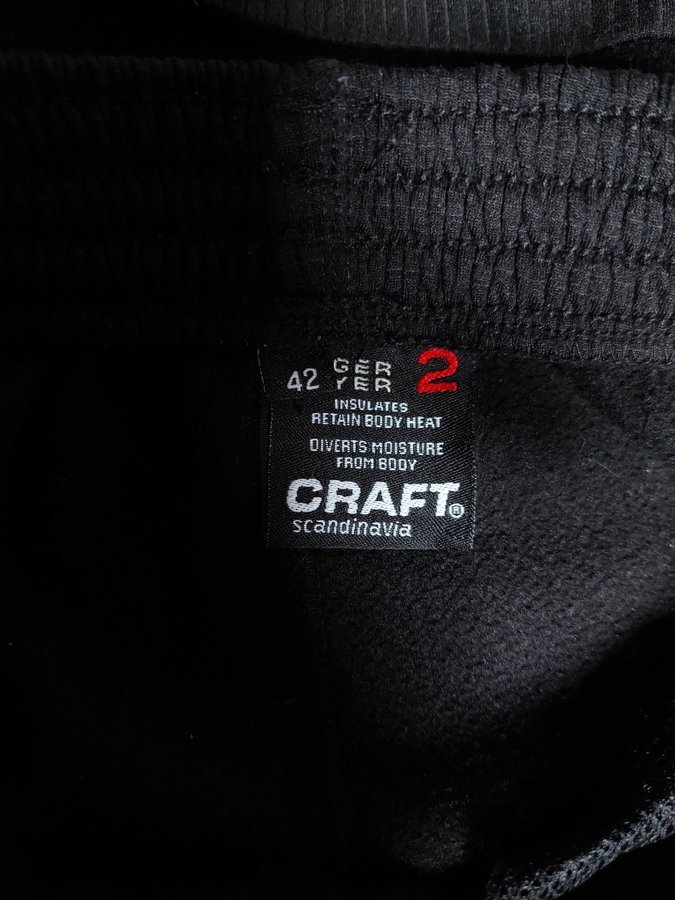 42 GER 2
YER
INSULATES
RETAIN BODY HEAT
DIVERTS MOISTURE
FROM BODY
CRAFT®
scandinavia